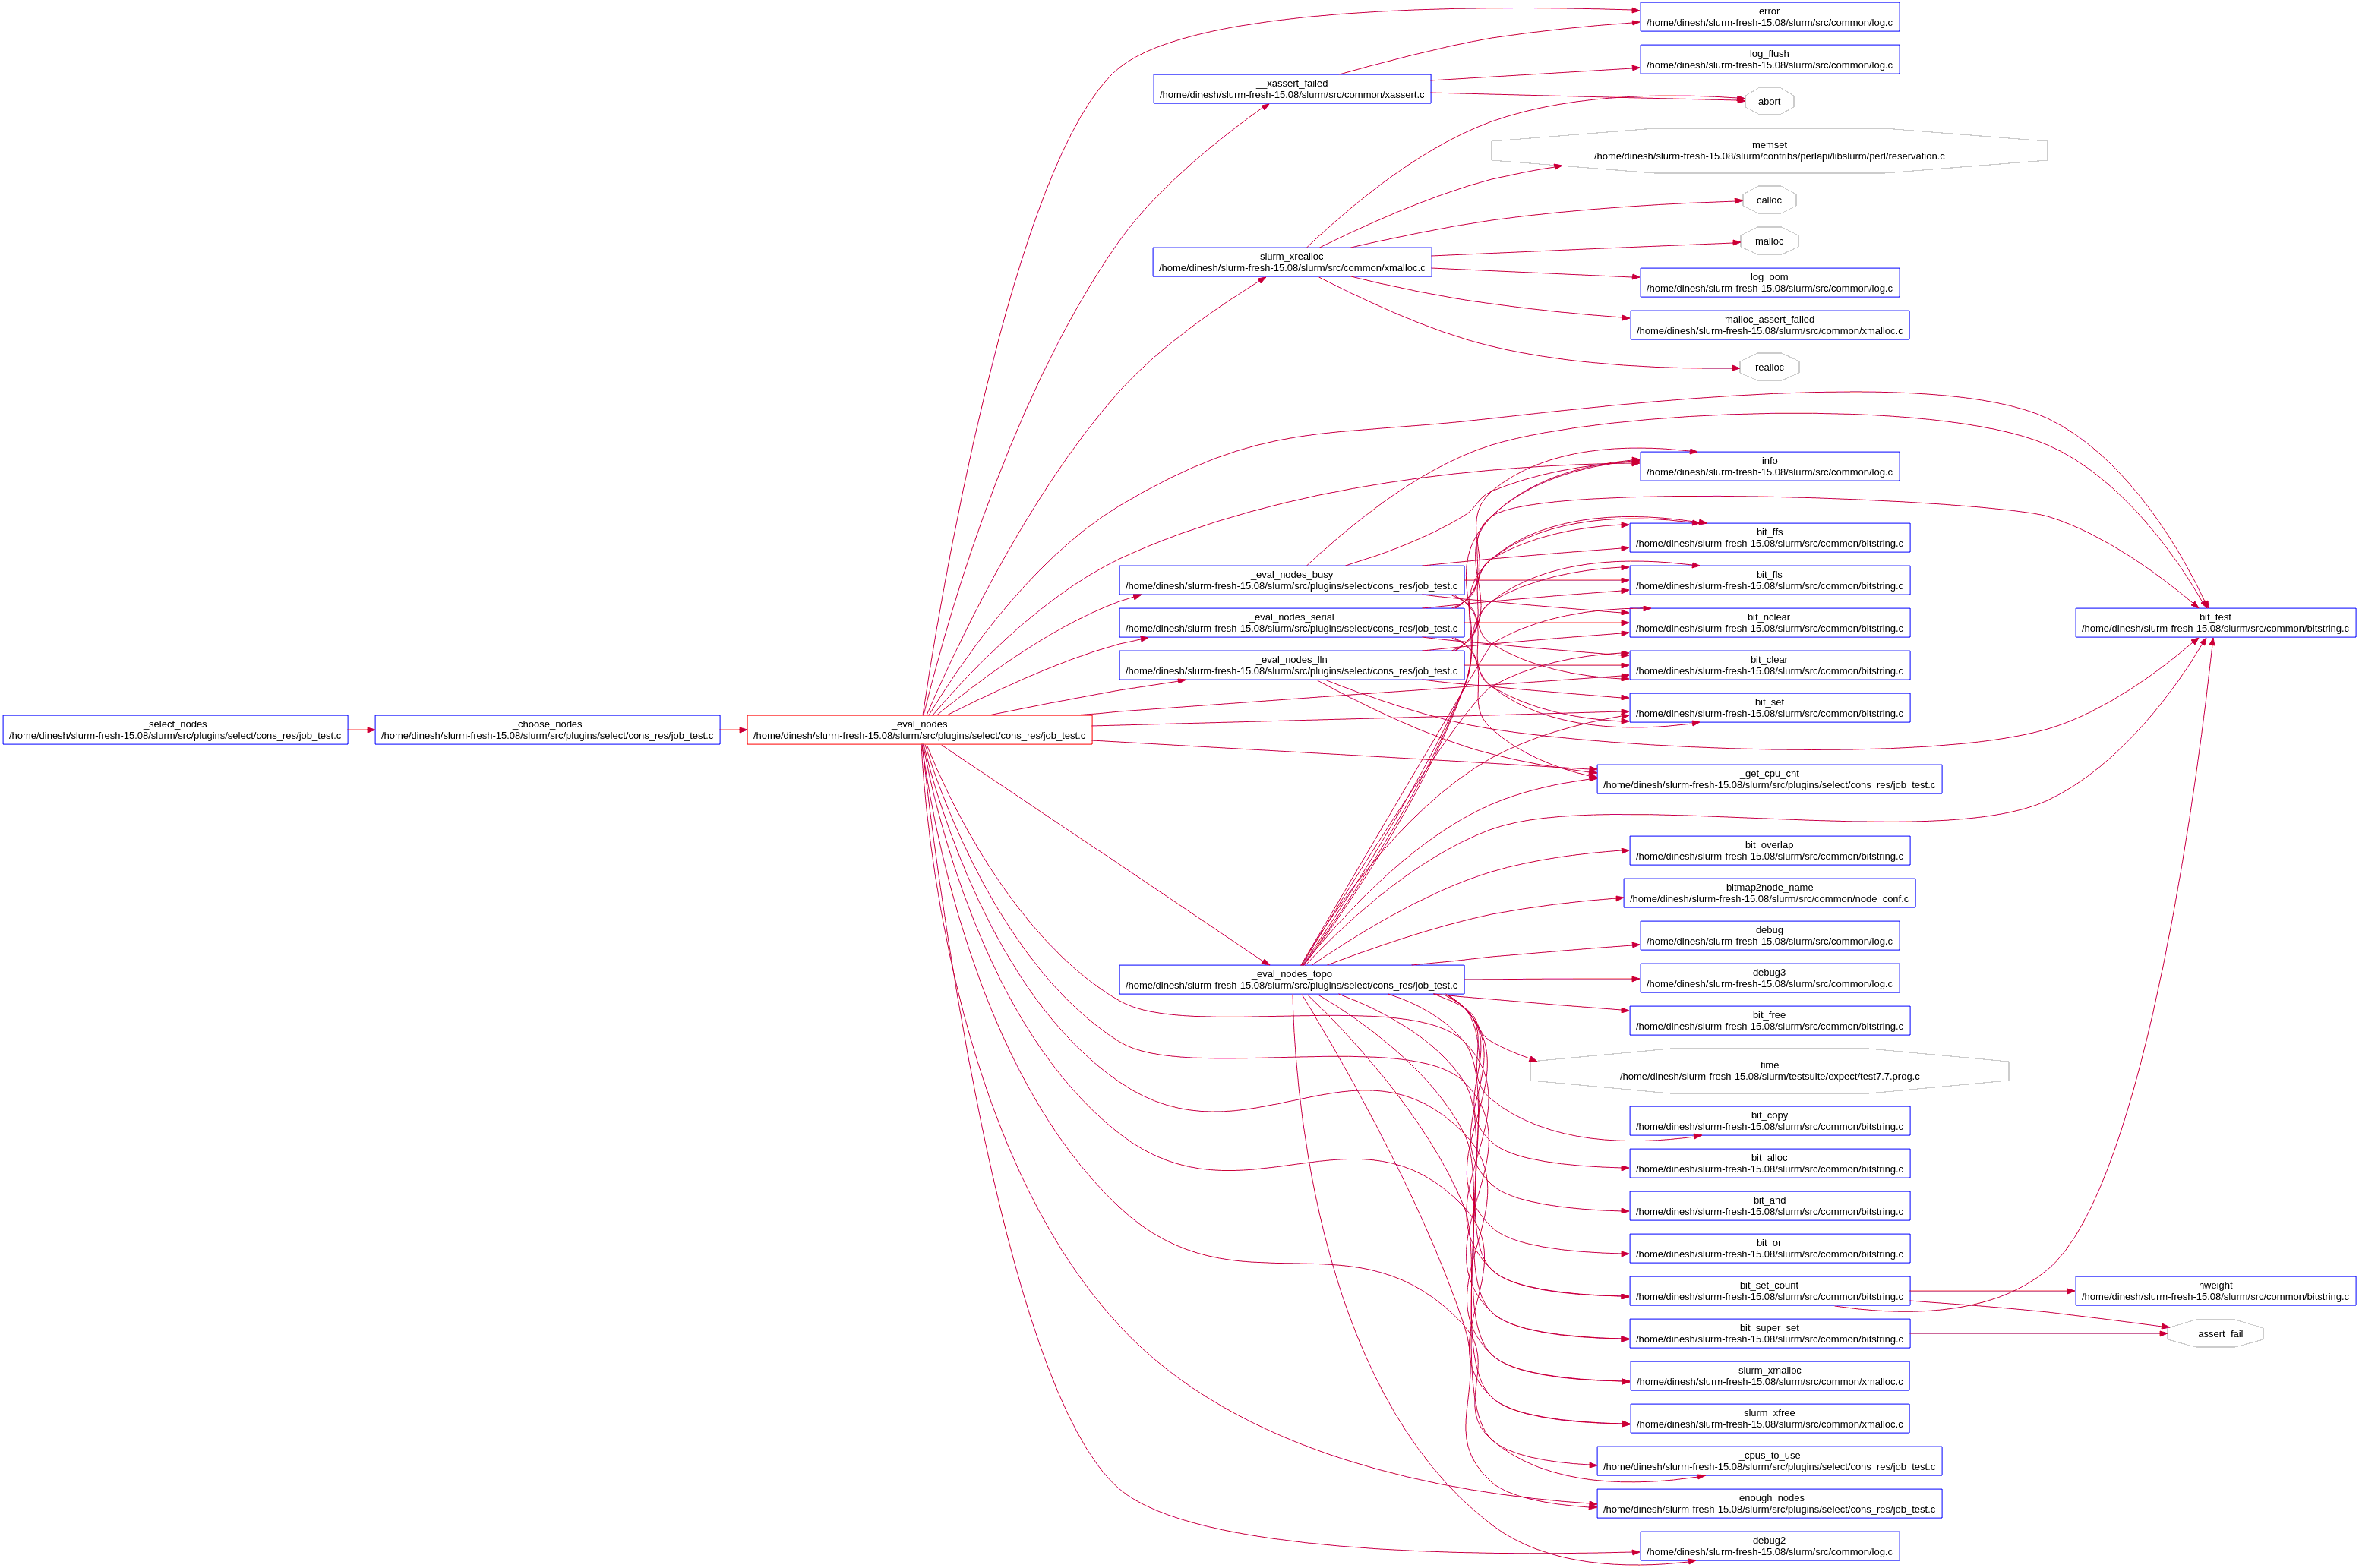 _select_nodes
/home/dinesh/slurm-fresh-15.08/slurm/src/plugins/select/cons_res/job_test.c
_choose_nodes
/home/dinesh/slurm-fresh-15.08/slurm/src/plugins/select/cons_res/job_test.c
_eval_nodes
/home/dinesh/slurm-fresh-15.08/slurm/src/plugins/select/cons_res/job_test.c
__xassert_failed
/home/dinesh/slurm-fresh-15.08/slurm/src/common/xassert.c
slurm_xrealloc
/home/dinesh/slurm-fresh-15.08/slurm/src/common/xmalloc.c
_eval_nodes_busy
/home/dinesh/slurm-fresh-15.08/slurm/src/plugins/select/cons_res/job_test.c
_eval_nodes_serial
/home/dinesh/slurm-fresh-15.08/slurm/src/plugins/select/cons_res/job_test.c
_eval_nodes_lln
/home/dinesh/slurm-fresh-15.08/slurm/src/plugins/select/cons_res/job_test.c
_eval_nodes_topo
/home/dinesh/slurm-fresh-15.08/slurm/src/plugins/select/cons_res/job_test.c
error
/home/dinesh/slurm-fresh-15.08/slurm/src/common/log.c
log_flush
/home/dinesh/slurm-fresh-15.08/slurm/src/common/log.c
abort
memset
/home/dinesh/slurm-fresh-15.08/slurm/contribs/perlapi/libslurm/perl/reservation.c
calloc
malloc
log_oom
/home/dinesh/slurm-fresh-15.08/slurm/src/common/log.c
malloc_assert_failed
/home/dinesh/slurm-fresh-15.08/slurm/src/common/xmalloc.c
realloc
info
/home/dinesh/slurm-fresh-15.08/slurm/src/common/log.c
bit_ffs
/home/dinesh/slurm-fresh-15.08/slurm/src/common/bitstring.c
bit_fls
/home/dinesh/slurm-fresh-15.08/slurm/src/common/bitstring.c
bit_nclear
/home/dinesh/slurm-fresh-15.08/slurm/src/common/bitstring.c
bit_clear
/home/dinesh/slurm-fresh-15.08/slurm/src/common/bitstring.c
bit_set
/home/dinesh/slurm-fresh-15.08/slurm/src/common/bitstring.c
_get_cpu_cnt
/home/dinesh/slurm-fresh-15.08/slurm/src/plugins/select/cons_res/job_test.c
bit_overlap
/home/dinesh/slurm-fresh-15.08/slurm/src/common/bitstring.c
bitmap2node_name
/home/dinesh/slurm-fresh-15.08/slurm/src/common/node_conf.c
debug
/home/dinesh/slurm-fresh-15.08/slurm/src/common/log.c
debug3
/home/dinesh/slurm-fresh-15.08/slurm/src/common/log.c
bit_free
/home/dinesh/slurm-fresh-15.08/slurm/src/common/bitstring.c
time
/home/dinesh/slurm-fresh-15.08/slurm/testsuite/expect/test7.7.prog.c
bit_copy
/home/dinesh/slurm-fresh-15.08/slurm/src/common/bitstring.c
bit_alloc
/home/dinesh/slurm-fresh-15.08/slurm/src/common/bitstring.c
bit_and
/home/dinesh/slurm-fresh-15.08/slurm/src/common/bitstring.c
bit_or
/home/dinesh/slurm-fresh-15.08/slurm/src/common/bitstring.c
bit_set_count
/home/dinesh/slurm-fresh-15.08/slurm/src/common/bitstring.c
bit_super_set
/home/dinesh/slurm-fresh-15.08/slurm/src/common/bitstring.c
slurm_xmalloc
/home/dinesh/slurm-fresh-15.08/slurm/src/common/xmalloc.c
slurm_xfree
/home/dinesh/slurm-fresh-15.08/slurm/src/common/xmalloc.c
_cpus_to_use
/home/dinesh/slurm-fresh-15.08/slurm/src/plugins/select/cons_res/job_test.c
_enough_nodes
/home/dinesh/slurm-fresh-15.08/slurm/src/plugins/select/cons_res/job_test.c
debug2
/home/dinesh/slurm-fresh-15.08/slurm/src/common/log.c
bit_test
/home/dinesh/slurm-fresh-15.08/slurm/src/common/bitstring.c
hweight
/home/dinesh/slurm-fresh-15.08/slurm/src/common/bitstring.c
__assert_fail